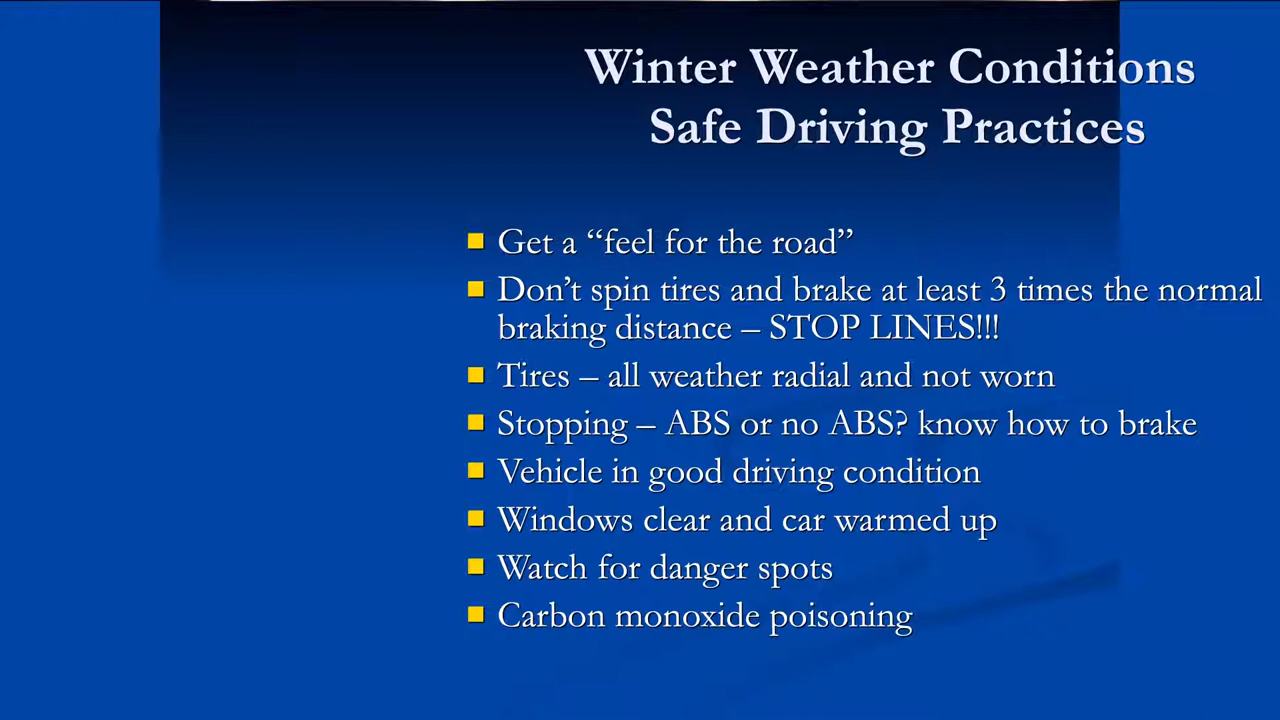 Winter Weather Conditions
Safe Driving Practices
Get a “feel for the road”
Don’t spin tires and brake at least 3 times the normal
braking distance – STOP LINES!!!
Tires – all weather radial and not worn
Stopping – ABS or no ABS? know how to brake
Vehicle in good driving condition
Windows clear and car warmed up
Watch for danger spots
Carbon monoxide poisoning